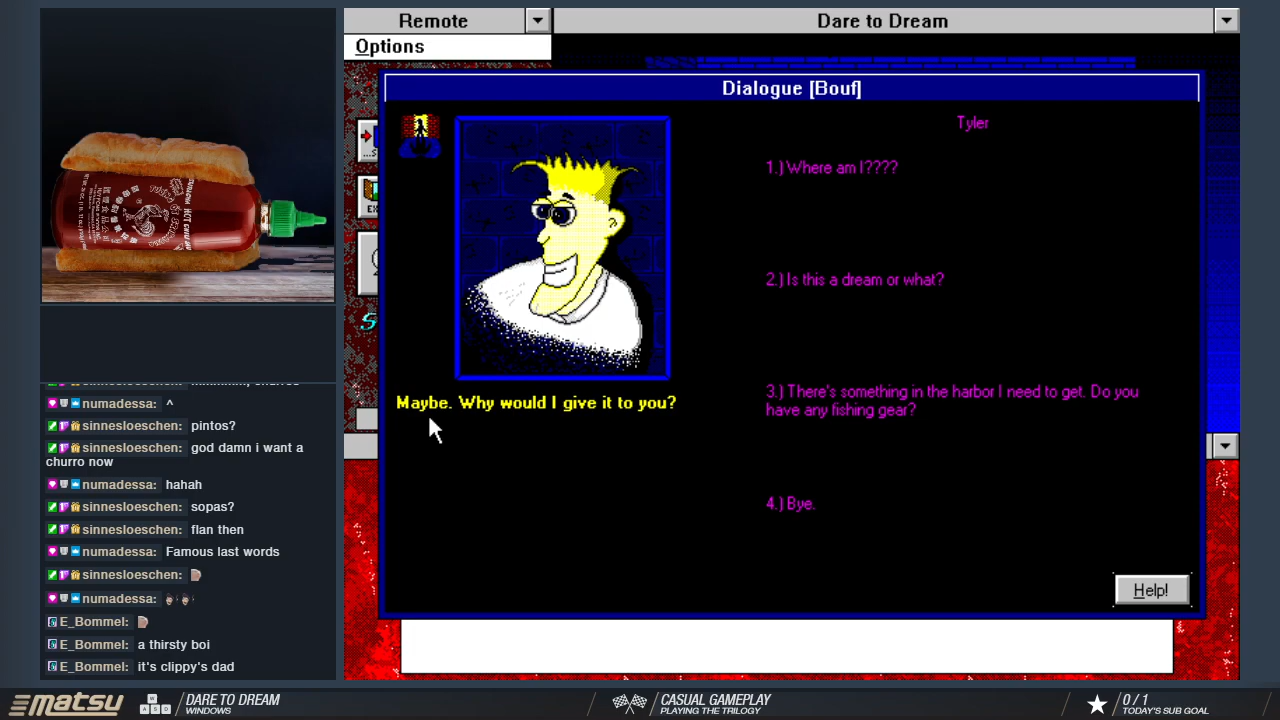 Remote
Dare to Dream
Options
Dialogue [Bouf]
Tyler
1.) Where am I????
2.) Is this a dream or what?
3.) There's something in the harbor I need to get. Do you
have any fishing gear?
4.) Bye.
Maybe. Why would I give it to you?
Help!
numadessa: ^
sinnesloeschen: pintos?
sinnesloeschen: god damn i want a
churro now
numadessa: hahah
sinnesloeschen: sopas?
sinnesloeschen: flan then
numadessa: Famous last words
sinnesloeschen:
numadessa:
E_Bommel:
E_Bommel: a thirsty boi
E_Bommel: it's clippy's dad
matsu
W
A S D
DARE TO DREAM
WINDOWS
CASUAL GAMEPLAY
PLAYING THE TRILOGY
0 / 1
TODAY'S SUB GOAL